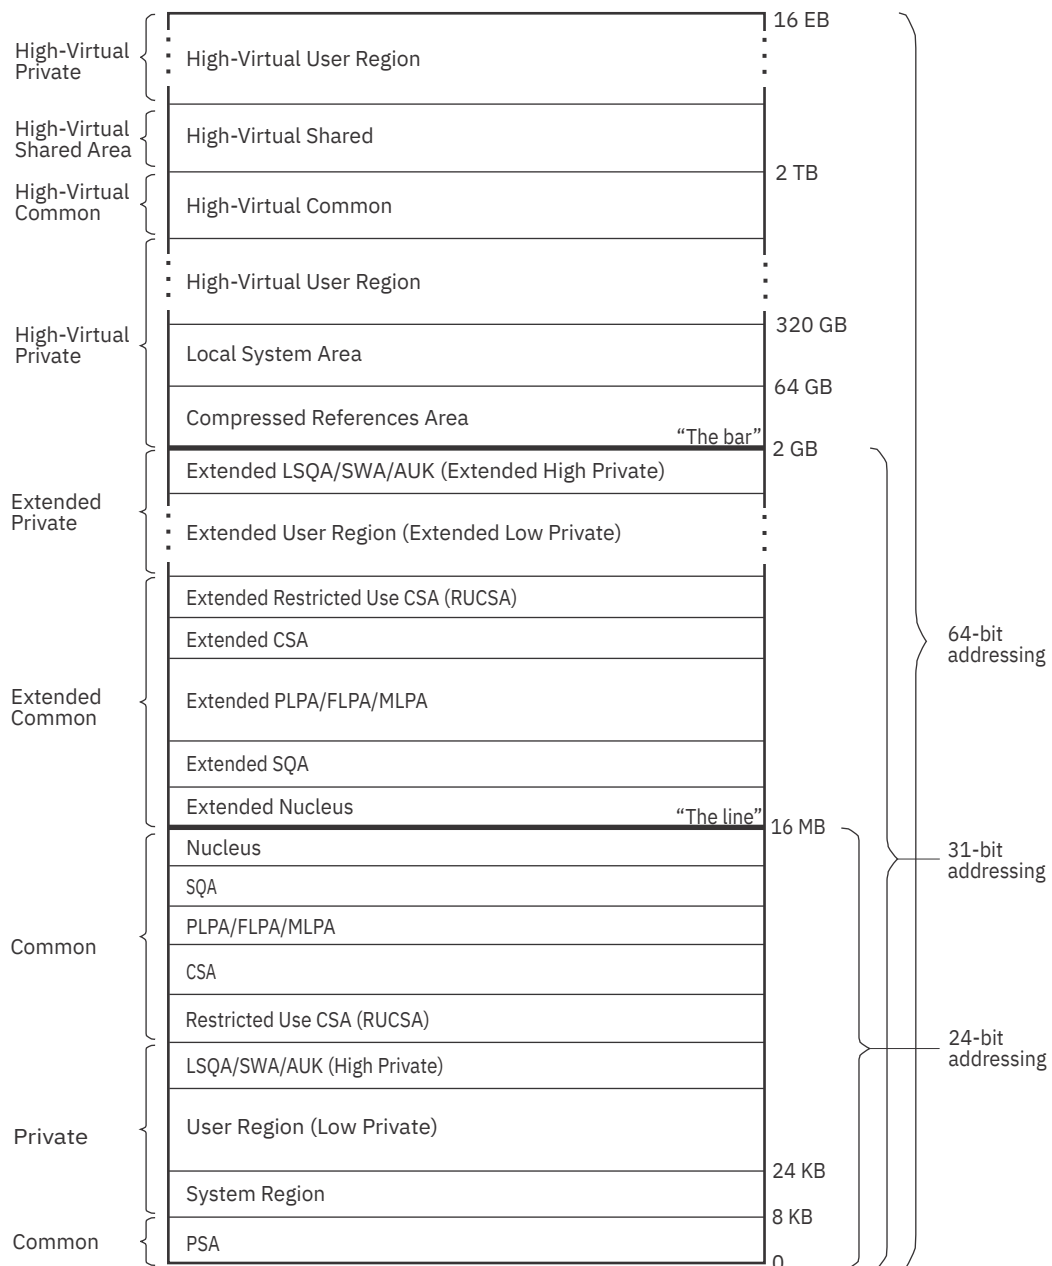 16 EB
High-Virtual
Private
High-Virtual User Region
High-Virtual
Shared Area
High-Virtual Shared
2 TB
High-Virtual
Common
High-Virtual Common
High-Virtual User Region
320 GB
High-Virtual
Private
Local System Area
64 GB
Compressed References Area
“The bar”
2 GB
Extended LSQA/SWA/AUK (Extended High Private)
Extended
Private
Extended User Region (Extended Low Private)
Extended Restricted Use CSA (RUCSA)
Extended CSA
64-bit
addressing
Extended
Common
Extended PLPA/FLPA/MLPA
Extended SQA
Extended Nucleus
“The line”
16 MB
Nucleus
31-bit
addressing
SQA
PLPA/FLPA/MLPA
Common
CSA
Restricted Use CSA (RUCSA)
24-bit
addressing
LSQA/SWA/AUK (High Private)
Private
User Region (Low Private)
24 KB
System Region
8 KB
Common
PSA
0